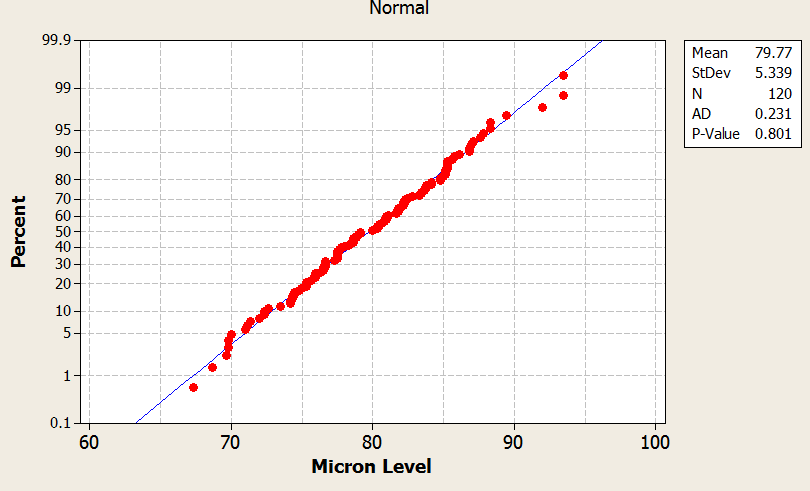 Normal
99.9
99
95
90
80
70
60
50
40
30
20
10
5
1
0.1
Percent
60 70 80 90 100
Micron Level
Mean 79.77
StDev 5.339
N 120
AD 0.231
P-Value 0.801